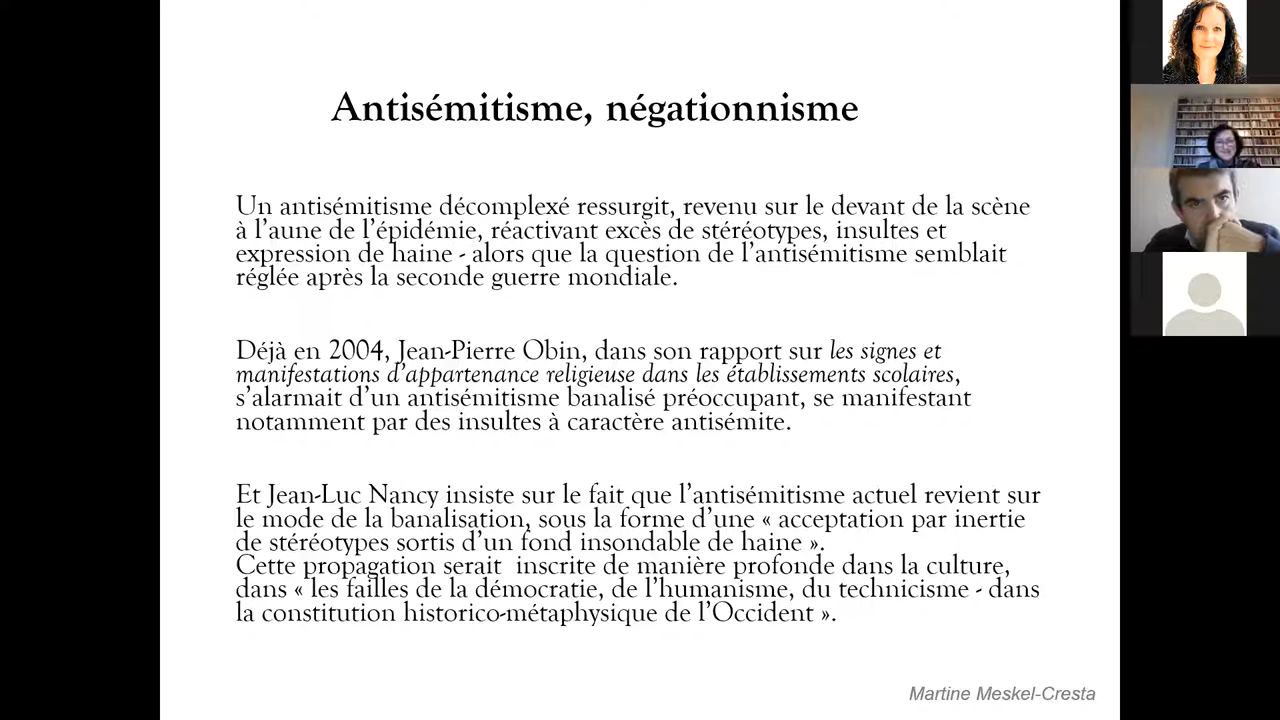 Antisémitisme, négationnisme
Un antisémitisme décomplexé ressurgit, revenu sur le devant de la scène
à l’aune de l’épidémie, réactivant excès de stéréotypes, insultes et
expression de haine - alors que la question de l’antisémitisme semblait
réglée après la seconde guerre mondiale.
Déjà en 2004, Jean-Pierre Obin, dans son rapport sur les signes et
manifestations d’appartenance religieuse dans les établissements scolaires,
s’alarmait d’un antisémitisme banalisé préoccupant, se manifestant
notamment par des insultes à caractère antisémite.
Et Jean-Luc Nancy insiste sur le fait que l’antisémitisme actuel revient sur
le mode de la banalisation, sous la forme d’une « acceptation par inertie
de stéréotypes sortis d’un fond insondable de haine ».
Cette propagation serait inscrite de manière profonde dans la culture,
dans « les failles de la démocratie, de l’humanisme, du technicisme - dans
la constitution historico-métaphysique de l’Occident ».
Martine Meskel-Cresta